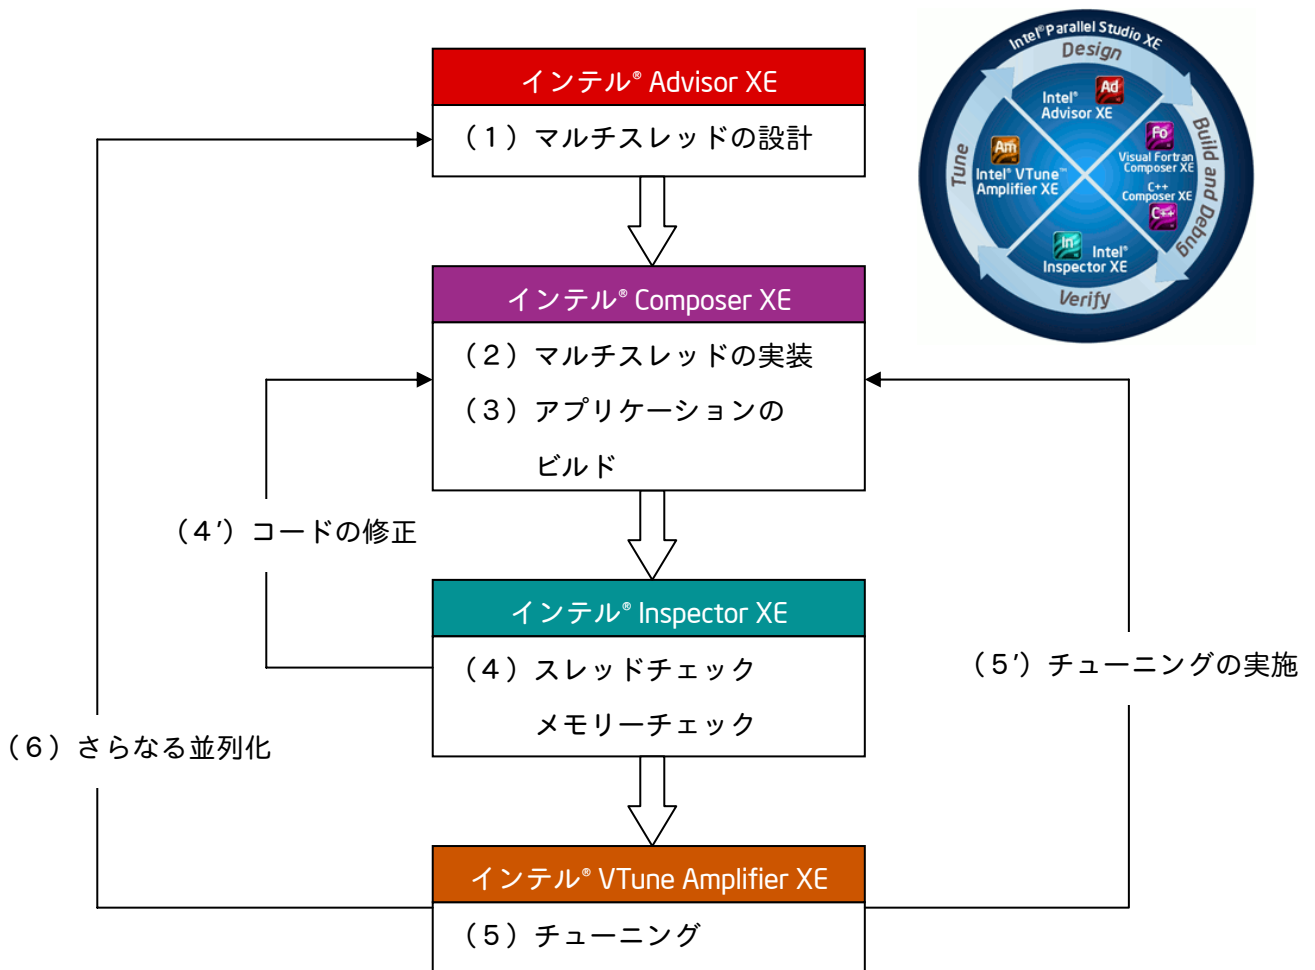 インテル® Advisor XE
（１）マルチスレッドの設計
インテル® Composer XE
（２）マルチスレッドの実装
（３）アプリケーションの
ビルド
（４’）コードの修正
インテル® Inspector XE
（４）スレッドチェック
メモリーチェック
（５’）チューニングの実施
（６）さらなる並列化
インテル® VTune Amplifier XE
（５）チューニング
Intel® Parallel Studio XE
Design
Build and Debug
Verify
Tune
Ad
Intel®
Advisor XE
Fo
Visual Fortran
Composer XE
C++
Composer XE
C++
In
Intel®
Inspector XE
Am
Intel® VTune™
Amplifier XE